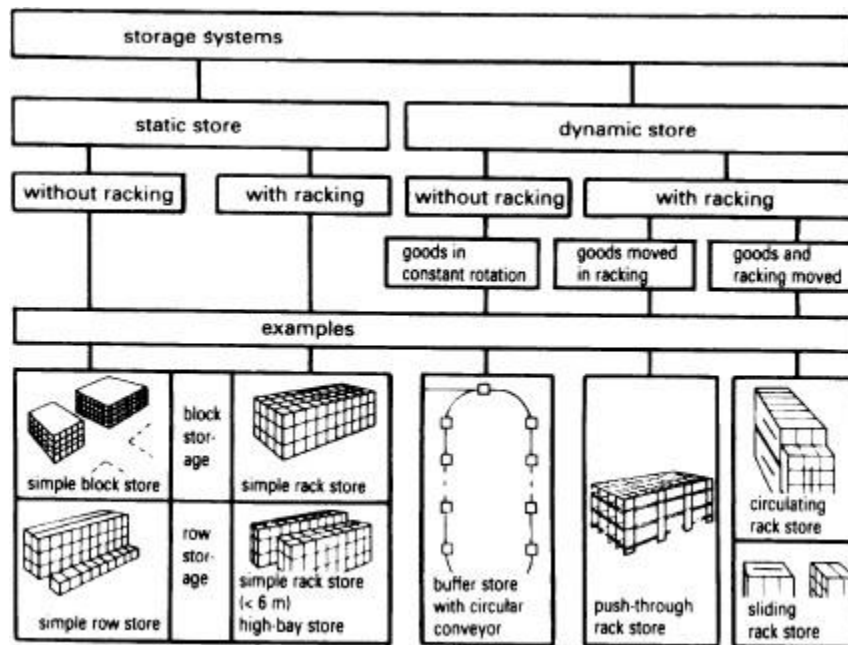 storage systems
static store
dynamic store
without racking
with racking
without racking
with racking
goods in
constant rotation
goods moved
in racking
goods and
racking moved
examples
simple block store
block
stor-
age
simple rack store
simple row store
row
stor-
age
simple rack store
(< 6 m)
high-bay store
buffer store
with circular
conveyor
push-through
rack store
circulating
rack store
sliding
rack store